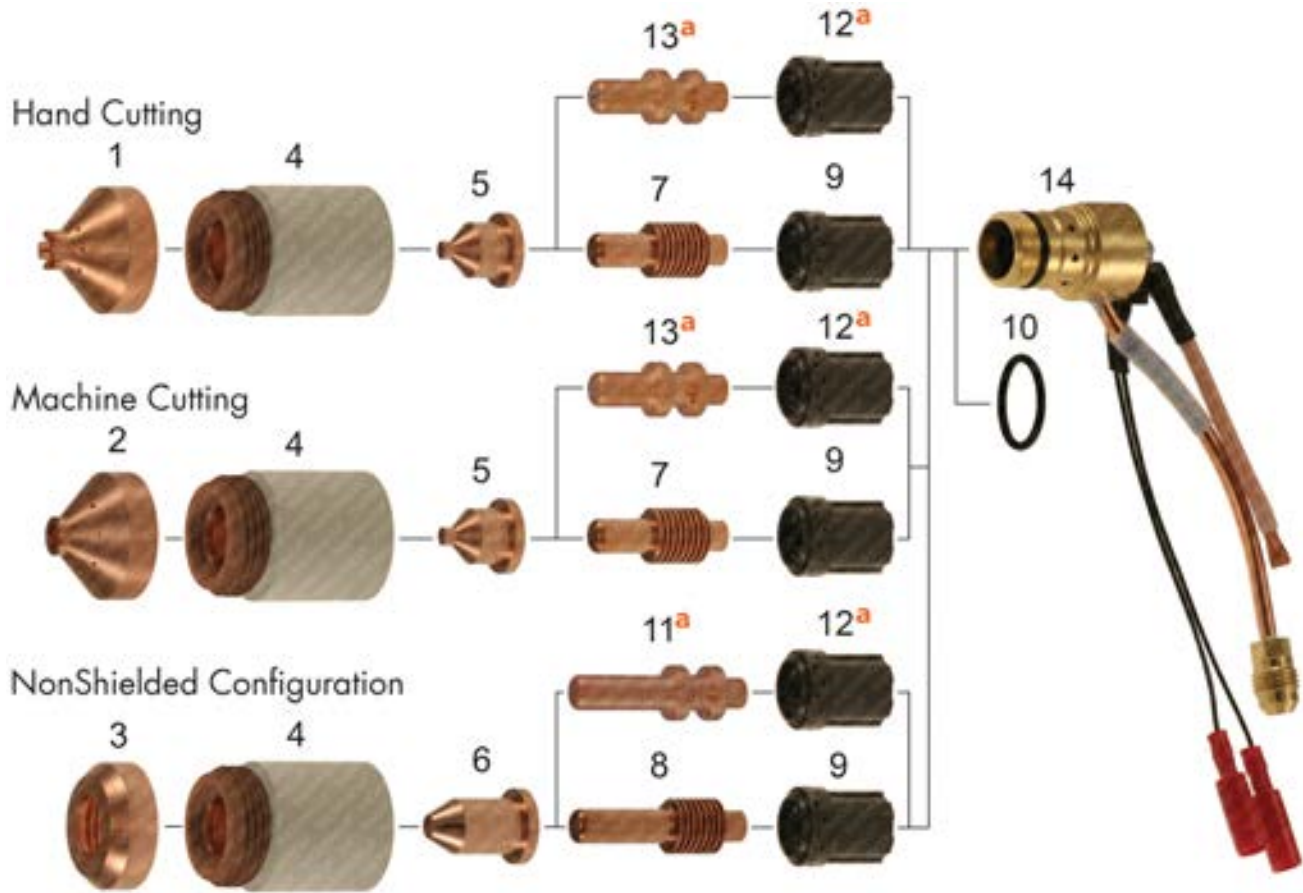 13a 12a
Hand Cutting
1 4 5 7 9 14
13a 12a 10
Machine Cutting
2 4 5 7 9
11a 12a
NonShielded Configuration
3 4 6 8 9